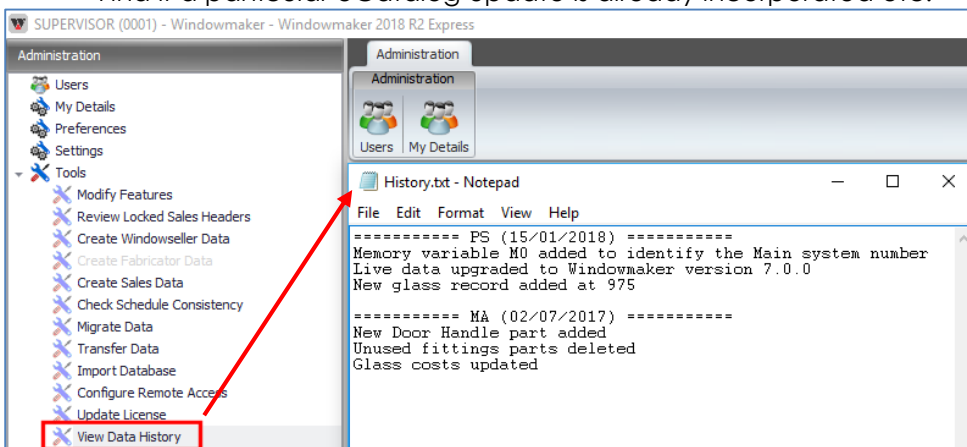 SUPERVISOR (0001) - Windowmaker - Windowmaker 2018 R2 Express
Administration
Users
My Details
Preferences
Settings
Tools
Modify Features
Review Locked Sales Headers
Create Windowseller Data
Create Fabricator Data
Create Sales Data
Check Schedule Consistency
Migrate Data
Transfer Data
Import Database
Configure Remote Access
Update License
View Data History
Administration
Administration
Users
My Details
History.txt - Notepad
File Edit Format View Help
=========== PS (15/01/2018) ===========
Memory variable M0 added to identify the Main system number
Live data upgraded to Windowmaker version 7.0.0
New glass record added at 975
=========== MA (02/07/2017) ===========
New Door Handle part added
Unused fittings parts deleted
Glass costs updated